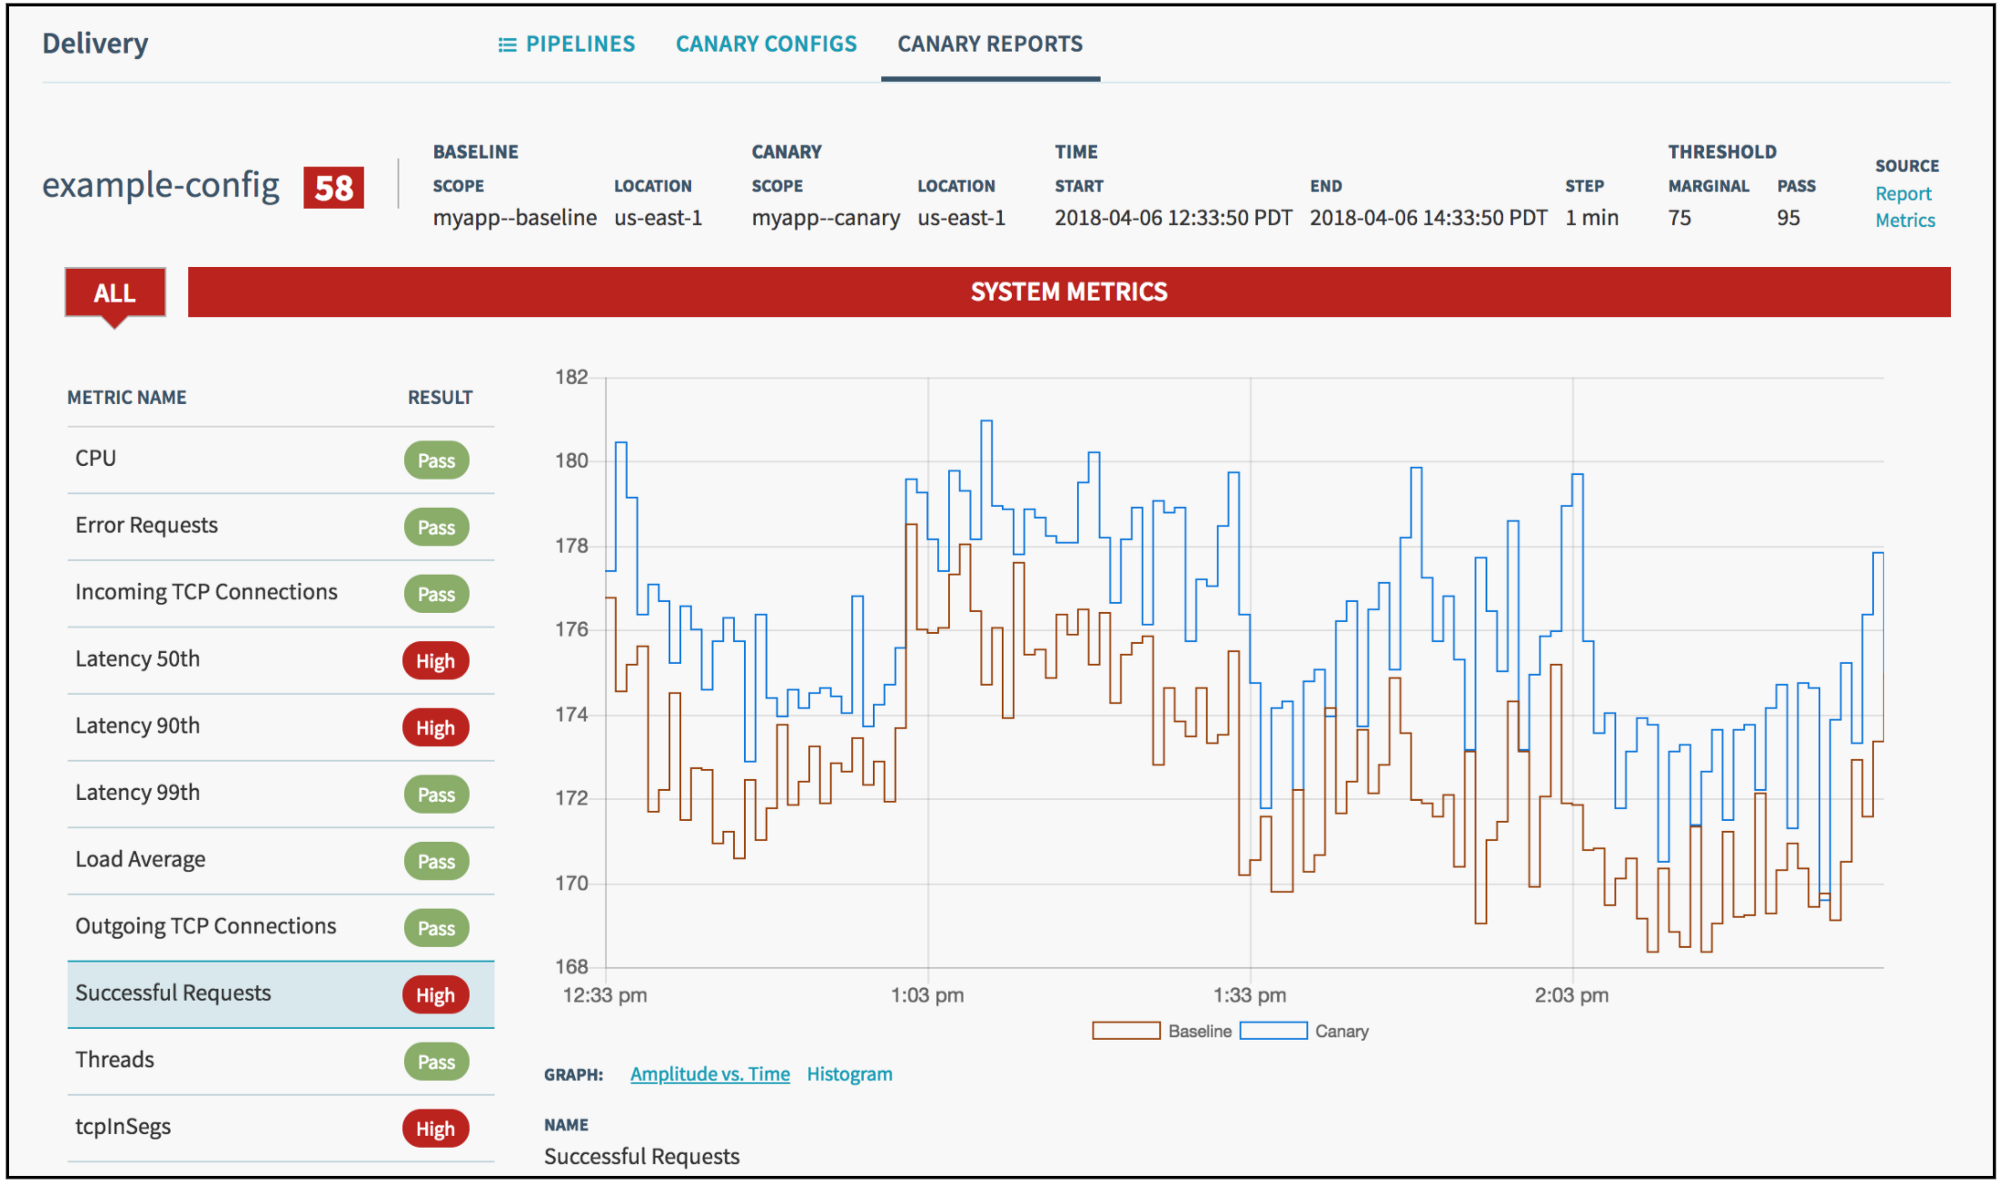 Delivery
PIPELINES CANARY CONFIGS CANARY REPORTS
example-config 58
BASELINE
SCOPE LOCATION
myapp--baseline us-east-1
CANARY
SCOPE LOCATION
myapp--canary us-east-1
TIME
START END STEP
2018-04-06 12:33:50 PDT 2018-04-06 14:33:50 PDT 1 min
THRESHOLD
MARGINAL PASS
75 95
SOURCE
Report
Metrics
ALL SYSTEM METRICS
METRIC NAME RESULT
CPU Pass
Error Requests Pass
Incoming TCP Connections Pass
Latency 50th High
Latency 90th High
Latency 99th Pass
Load Average Pass
Outgoing TCP Connections Pass
Successful Requests High
Threads Pass
tcpInSegs High
182
180
178
176
174
172
170
168
12:33 pm 1:03 pm 1:33 pm 2:03 pm
Baseline Canary
GRAPH: Amplitude vs. Time Histogram
NAME
Successful Requests